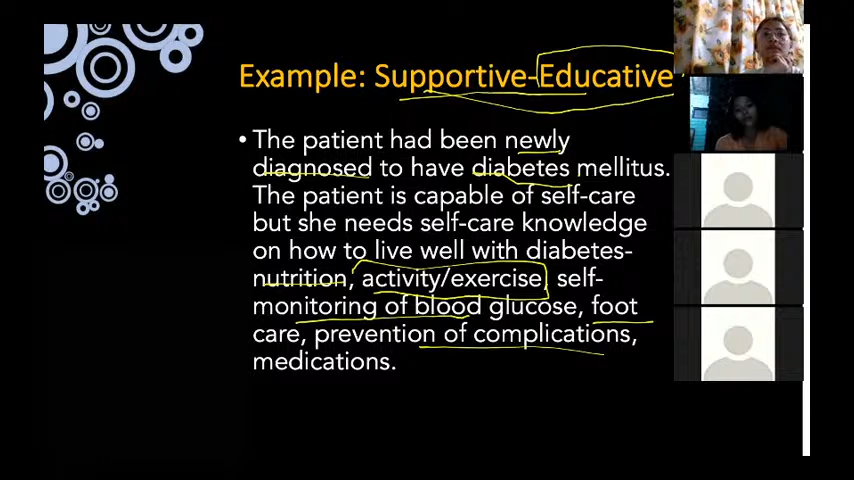 Example: Supportive-Educative
• The patient had been newly
diagnosed to have diabetes mellitus.
The patient is capable of self-care
but she needs self-care knowledge
on how to live well with diabetes-
nutrition, activity/exercise, self-
monitoring of blood glucose, foot
care, prevention of complications,
medications.